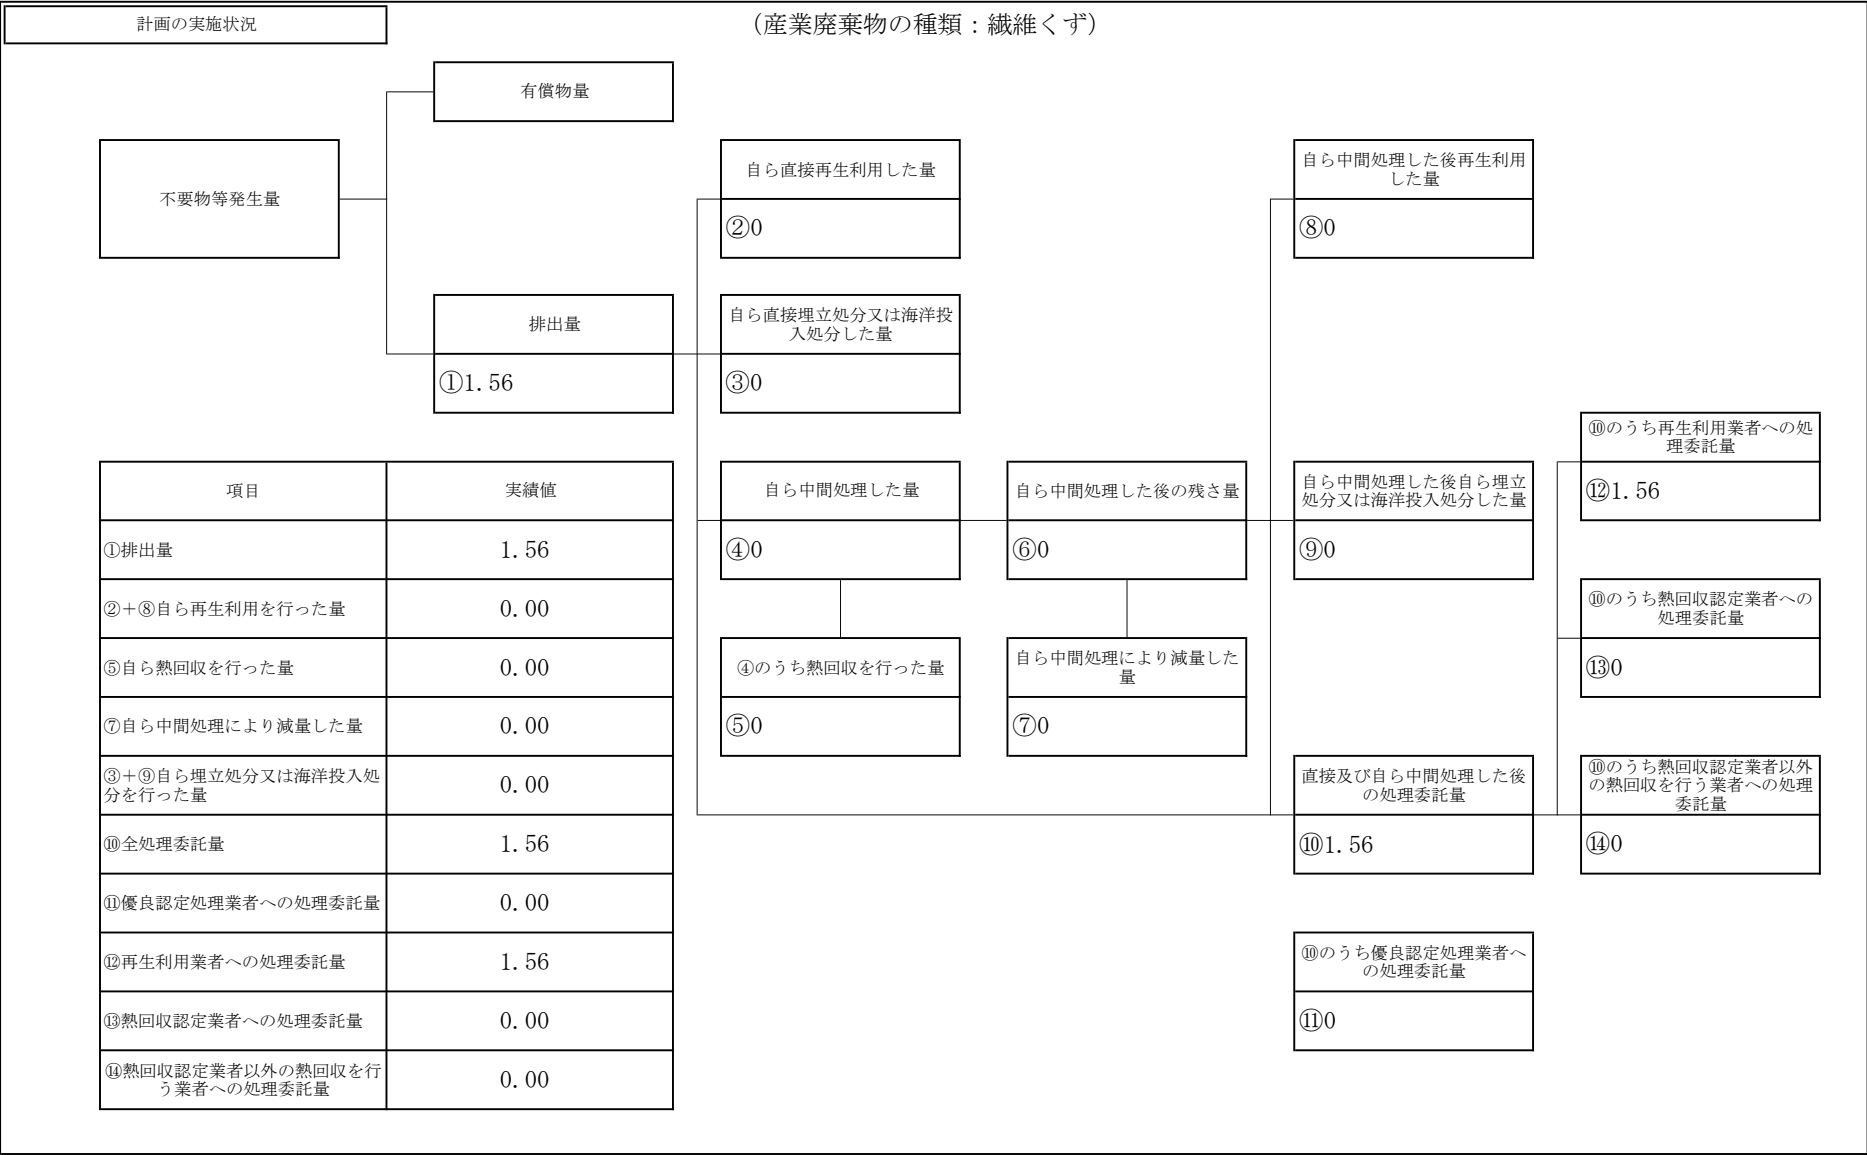 計画の実施状況
（産業廃棄物の種類：繊維くず）
有償物量
不要物等発生量
自ら直接再生利用した量
②0
自ら中間処理した後再生利用
した量
⑧0
排出量
①1.56
自ら直接埋立処分又は海洋投
入処分した量
③0
項目
実績値
①排出量
1.56
②＋⑧自ら再生利用を行った量
0.00
⑤自ら熱回収を行った量
0.00
⑦自ら中間処理により減量した量
0.00
③＋⑨自ら埋立処分又は海洋投入処
分を行った量
0.00
⑩全処理委託量
1.56
⑪優良認定処理業者への処理委託量
0.00
⑫再生利用業者への処理委託量
1.56
⑬熱回収認定業者への処理委託量
0.00
⑭熱回収認定業者以外の熱回収を行
う業者への処理委託量
0.00
自ら中間処理した量
④0
④のうち熱回収を行った量
⑤0
自ら中間処理した後の残さ量
⑥0
自ら中間処理により減量した
量
⑦0
自ら中間処理した後自ら埋立
処分又は海洋投入処分した量
⑨0
直接及び自ら中間処理した後
の処理委託量
⑩1.56
⑩のうち優良認定処理業者へ
の処理委託量
⑪0
⑩のうち再生利用業者への処
理委託量
⑫1.56
⑩のうち熱回収認定業者への
処理委託量
⑬0
⑩のうち熱回収認定業者以外
の熱回収を行う業者への処理
委託量
⑭0